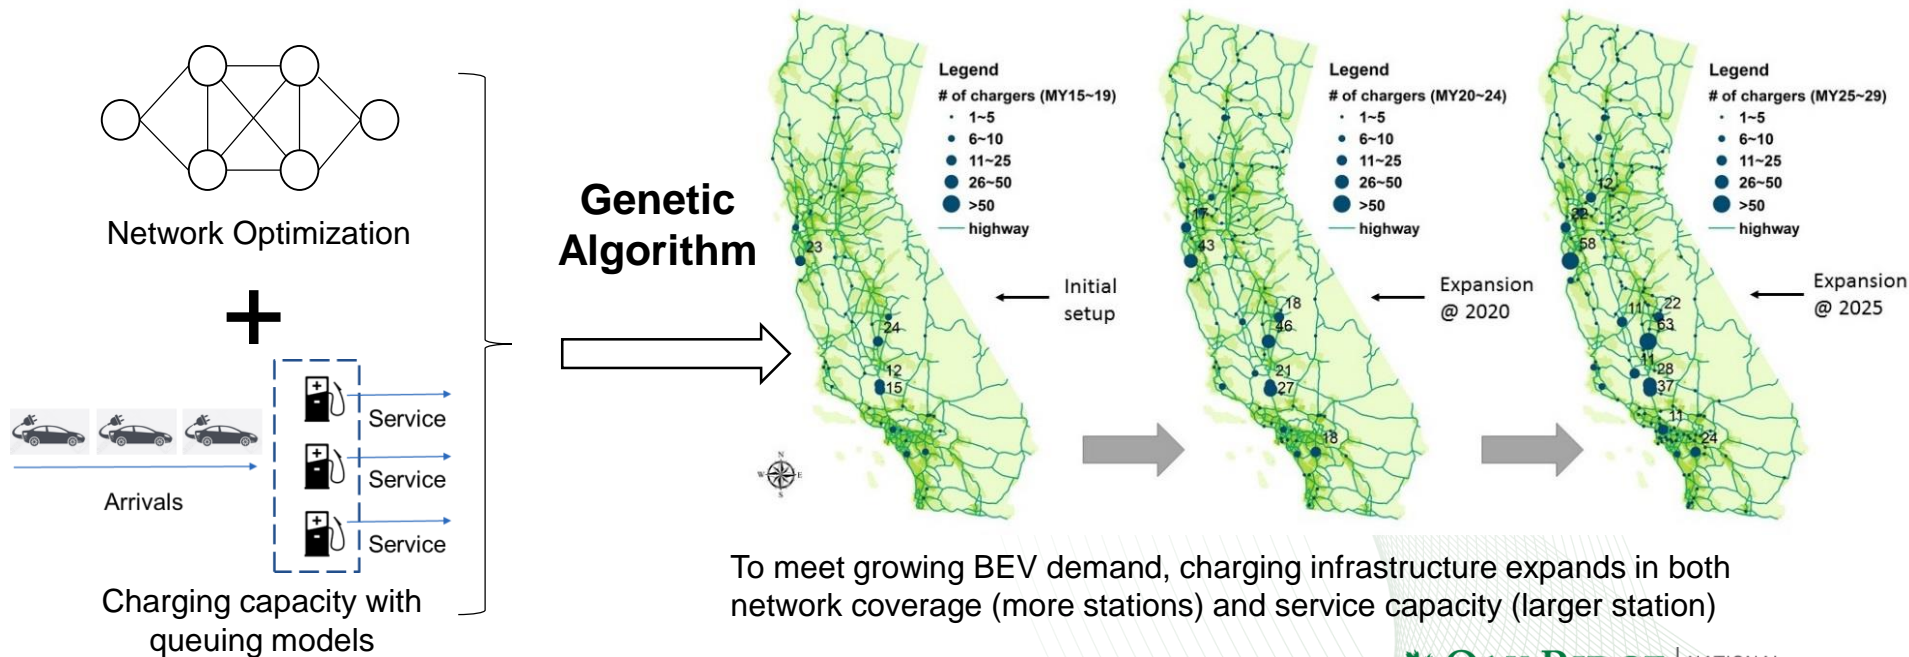 Network Optimization
+
Arrivals
Service
Service
Service
Charging capacity with
queuing models
Genetic
Algorithm
Legend
# of chargers (MY15~19)
1~5
6~10
11~25
26~50
>50
highway
23
24
12
15
N
W
E
S
Initial
setup
Legend
# of chargers (MY20~24)
1~5
6~10
11~25
26~50
>50
highway
17
43
18
46
21
27
18
Expansion
@ 2020
Legend
# of chargers (MY25~29)
1~5
6~10
11~25
26~50
>50
highway
12
58
11
22
63
11
28
37
11
24
Expansion
@ 2025
To meet growing BEV demand, charging infrastructure expands in both
network coverage (more stations) and service capacity (larger station)